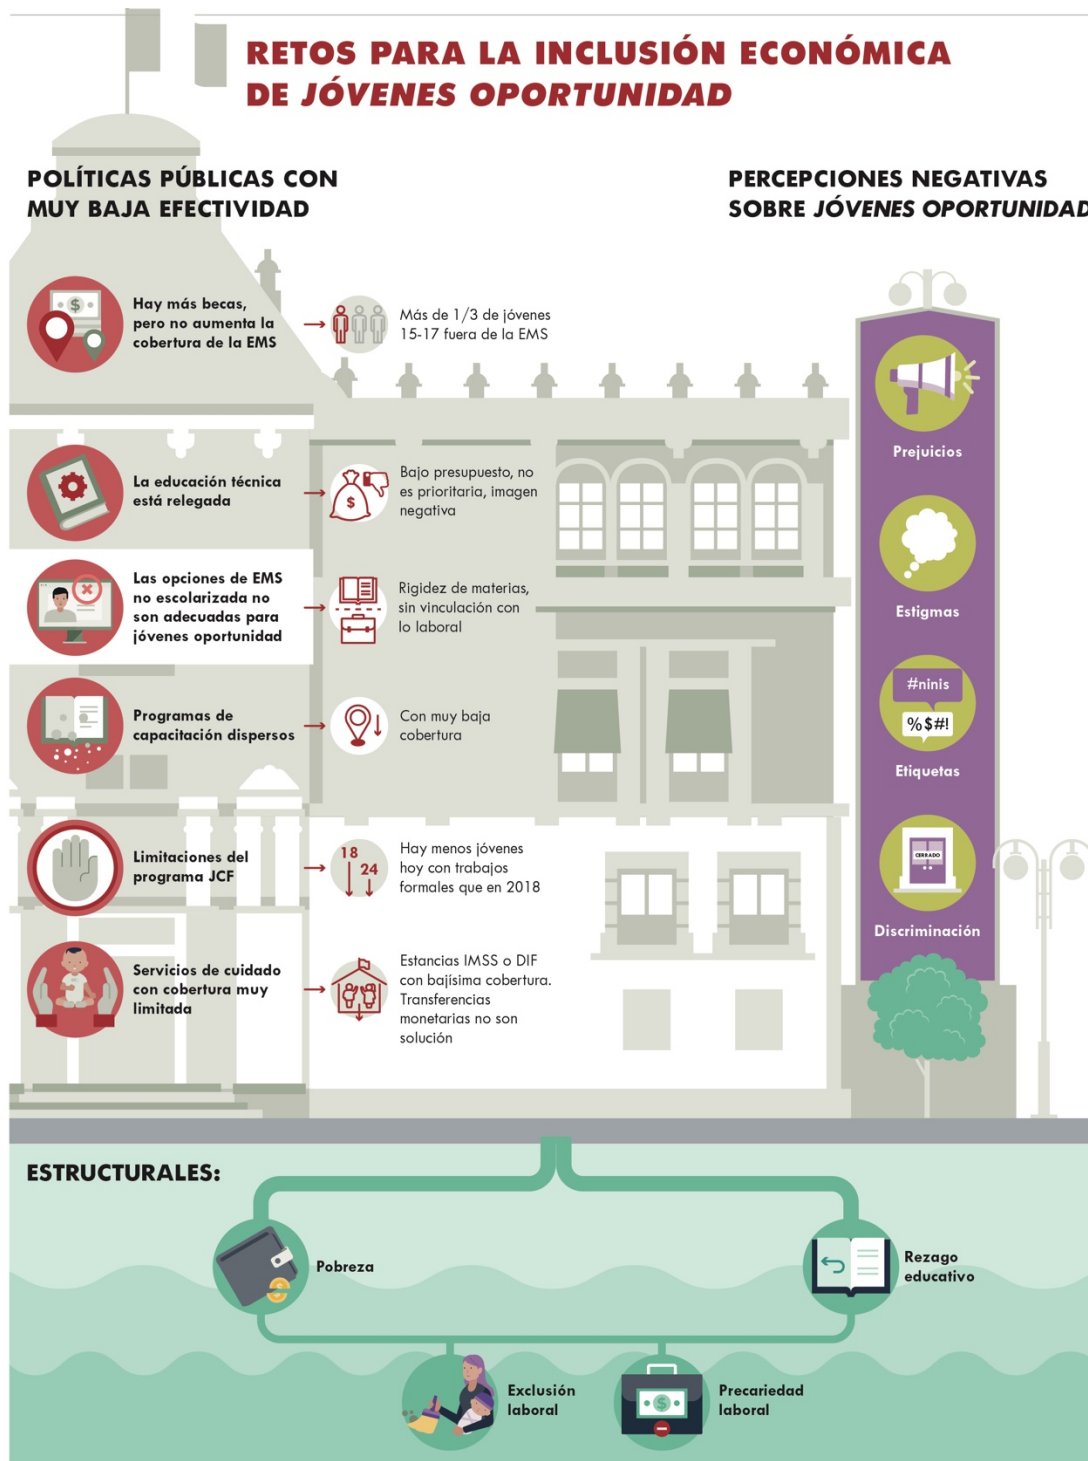 RETOS PARA LA INCLUSIÓN ECONÓMICA
DE JÓVENES OPORTUNIDAD
POLÍTICAS PÚBLICAS CON
MUY BAJA EFECTIVIDAD
$
Hay más becas,
pero no aumenta la
cobertura de la EMS
Más de 1/3 de jóvenes
15-17 fuera de la EMS
La educación técnica
está relegada
$
Bajo presupuesto, no
es prioritaria, imagen
negativa
Las opciones de EMS
no escolarizada no
son adecuadas para
jóvenes oportunidad
Rigidez de materias,
sin vinculación con
lo laboral
Programas de
capacitación dispersos
Con muy baja
cobertura
Limitaciones del
programa JCF
18
24
Hay menos jóvenes
hoy con trabajos
formales que en 2018
Servicios de cuidado
con cobertura muy
limitada
Estancias IMSS o DIF
con bajísima cobertura.
Transferencias
monetarias no son
solución
PERCEPCIONES NEGATIVAS
SOBRE JÓVENES OPORTUNIDAD
Prejuicios
Estigmas
#ninis
%$#!
Etiquetas
CERRADO
Discriminación
ESTRUCTURALES:
Pobreza
Rezago
educativo
Exclusión
laboral
$
Precariedad
laboral